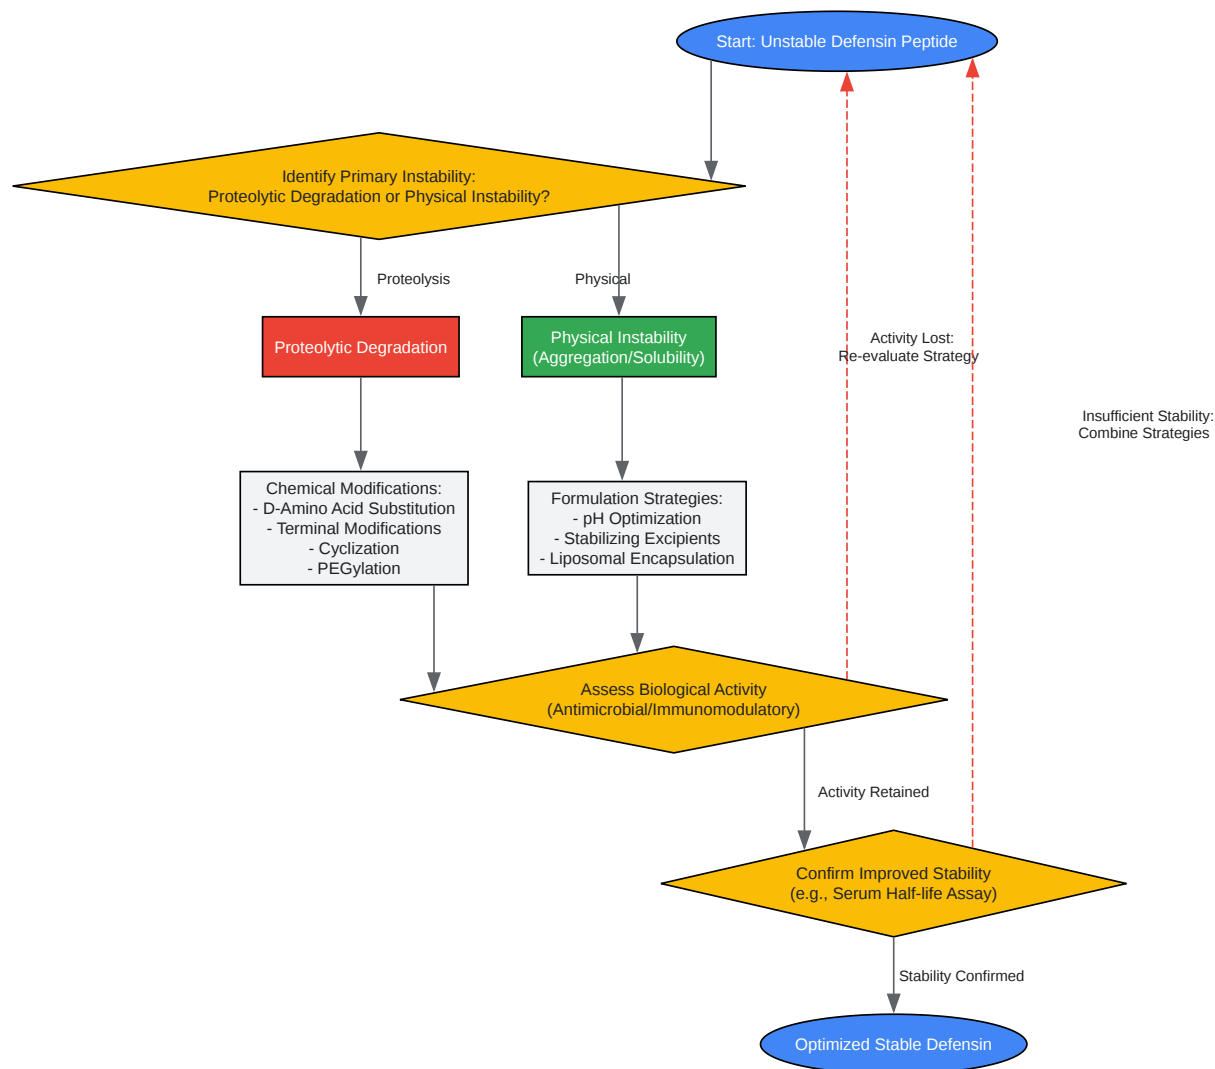 Start: Unstable Defensin Peptide
Identify Primary Instability:
Proteolytic Degradation or Physical Instability?
Proteolysis
Physical
Proteolytic Degradation
Physical Instability
(Aggregation/Solubility)
Activity Lost:
Re-evaluate Strategy
Insufficient Stability:
Combine Strategies
Chemical Modifications:
- D-Amino Acid Substitution
- Terminal Modifications
- Cyclization
- PEGylation
Formulation Strategies:
- pH Optimization
- Stabilizing Excipients
- Liposomal Encapsulation
Assess Biological Activity
(Antimicrobial/Immunomodulatory)
Activity Retained
Confirm Improved Stability
(e.g., Serum Half-life Assay)
Stability Confirmed
Optimized Stable Defensin